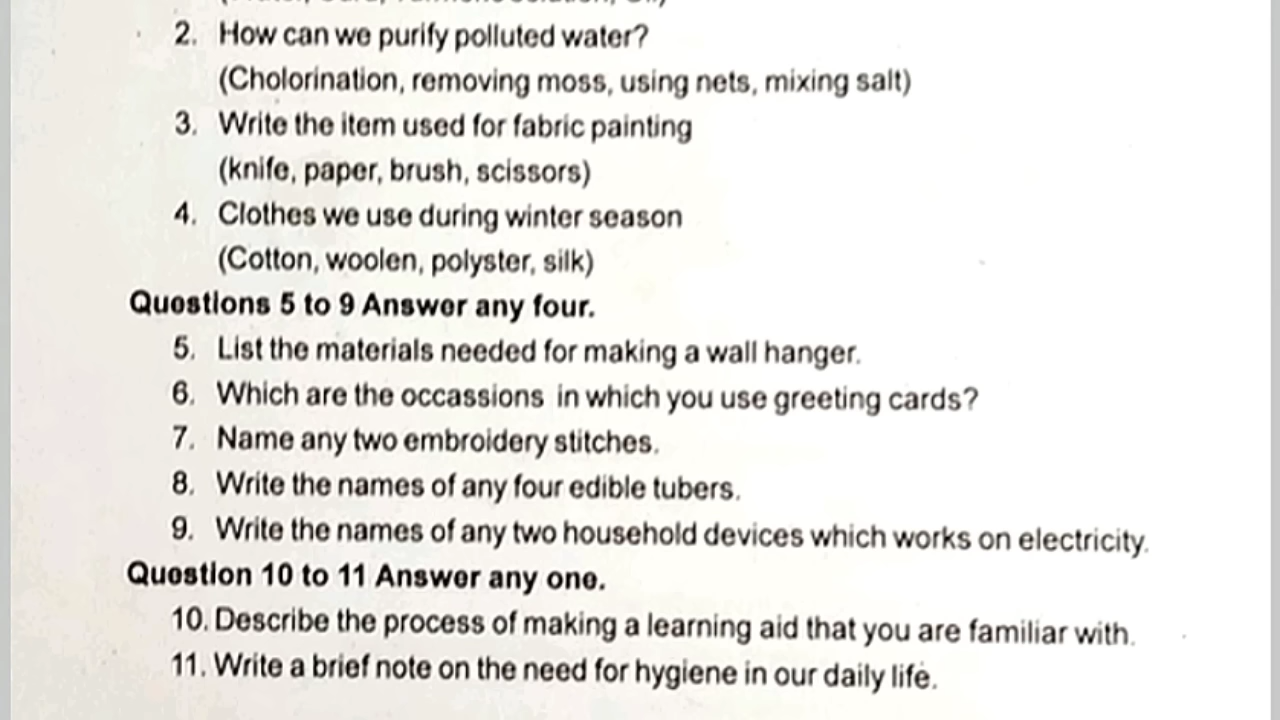 2. How can we purify polluted water?
(Cholorination, removing moss, using nets, mixing salt)
3. Write the item used for fabric painting
(knife, paper, brush, scissors)
4. Clothes we use during winter season
(Cotton, woolen, polyster, silk)
Questions 5 to 9 Answer any four.
5. List the materials needed for making a wall hanger.
6. Which are the occassions in which you use greeting cards?
7. Name any two embroidery stitches.
8. Write the names of any four edible tubers.
9. Write the names of any two household devices which works on electricity.
Question 10 to 11 Answer any one.
10. Describe the process of making a learning aid that you are familiar with.
11. Write a brief note on the need for hygiene in our daily life.